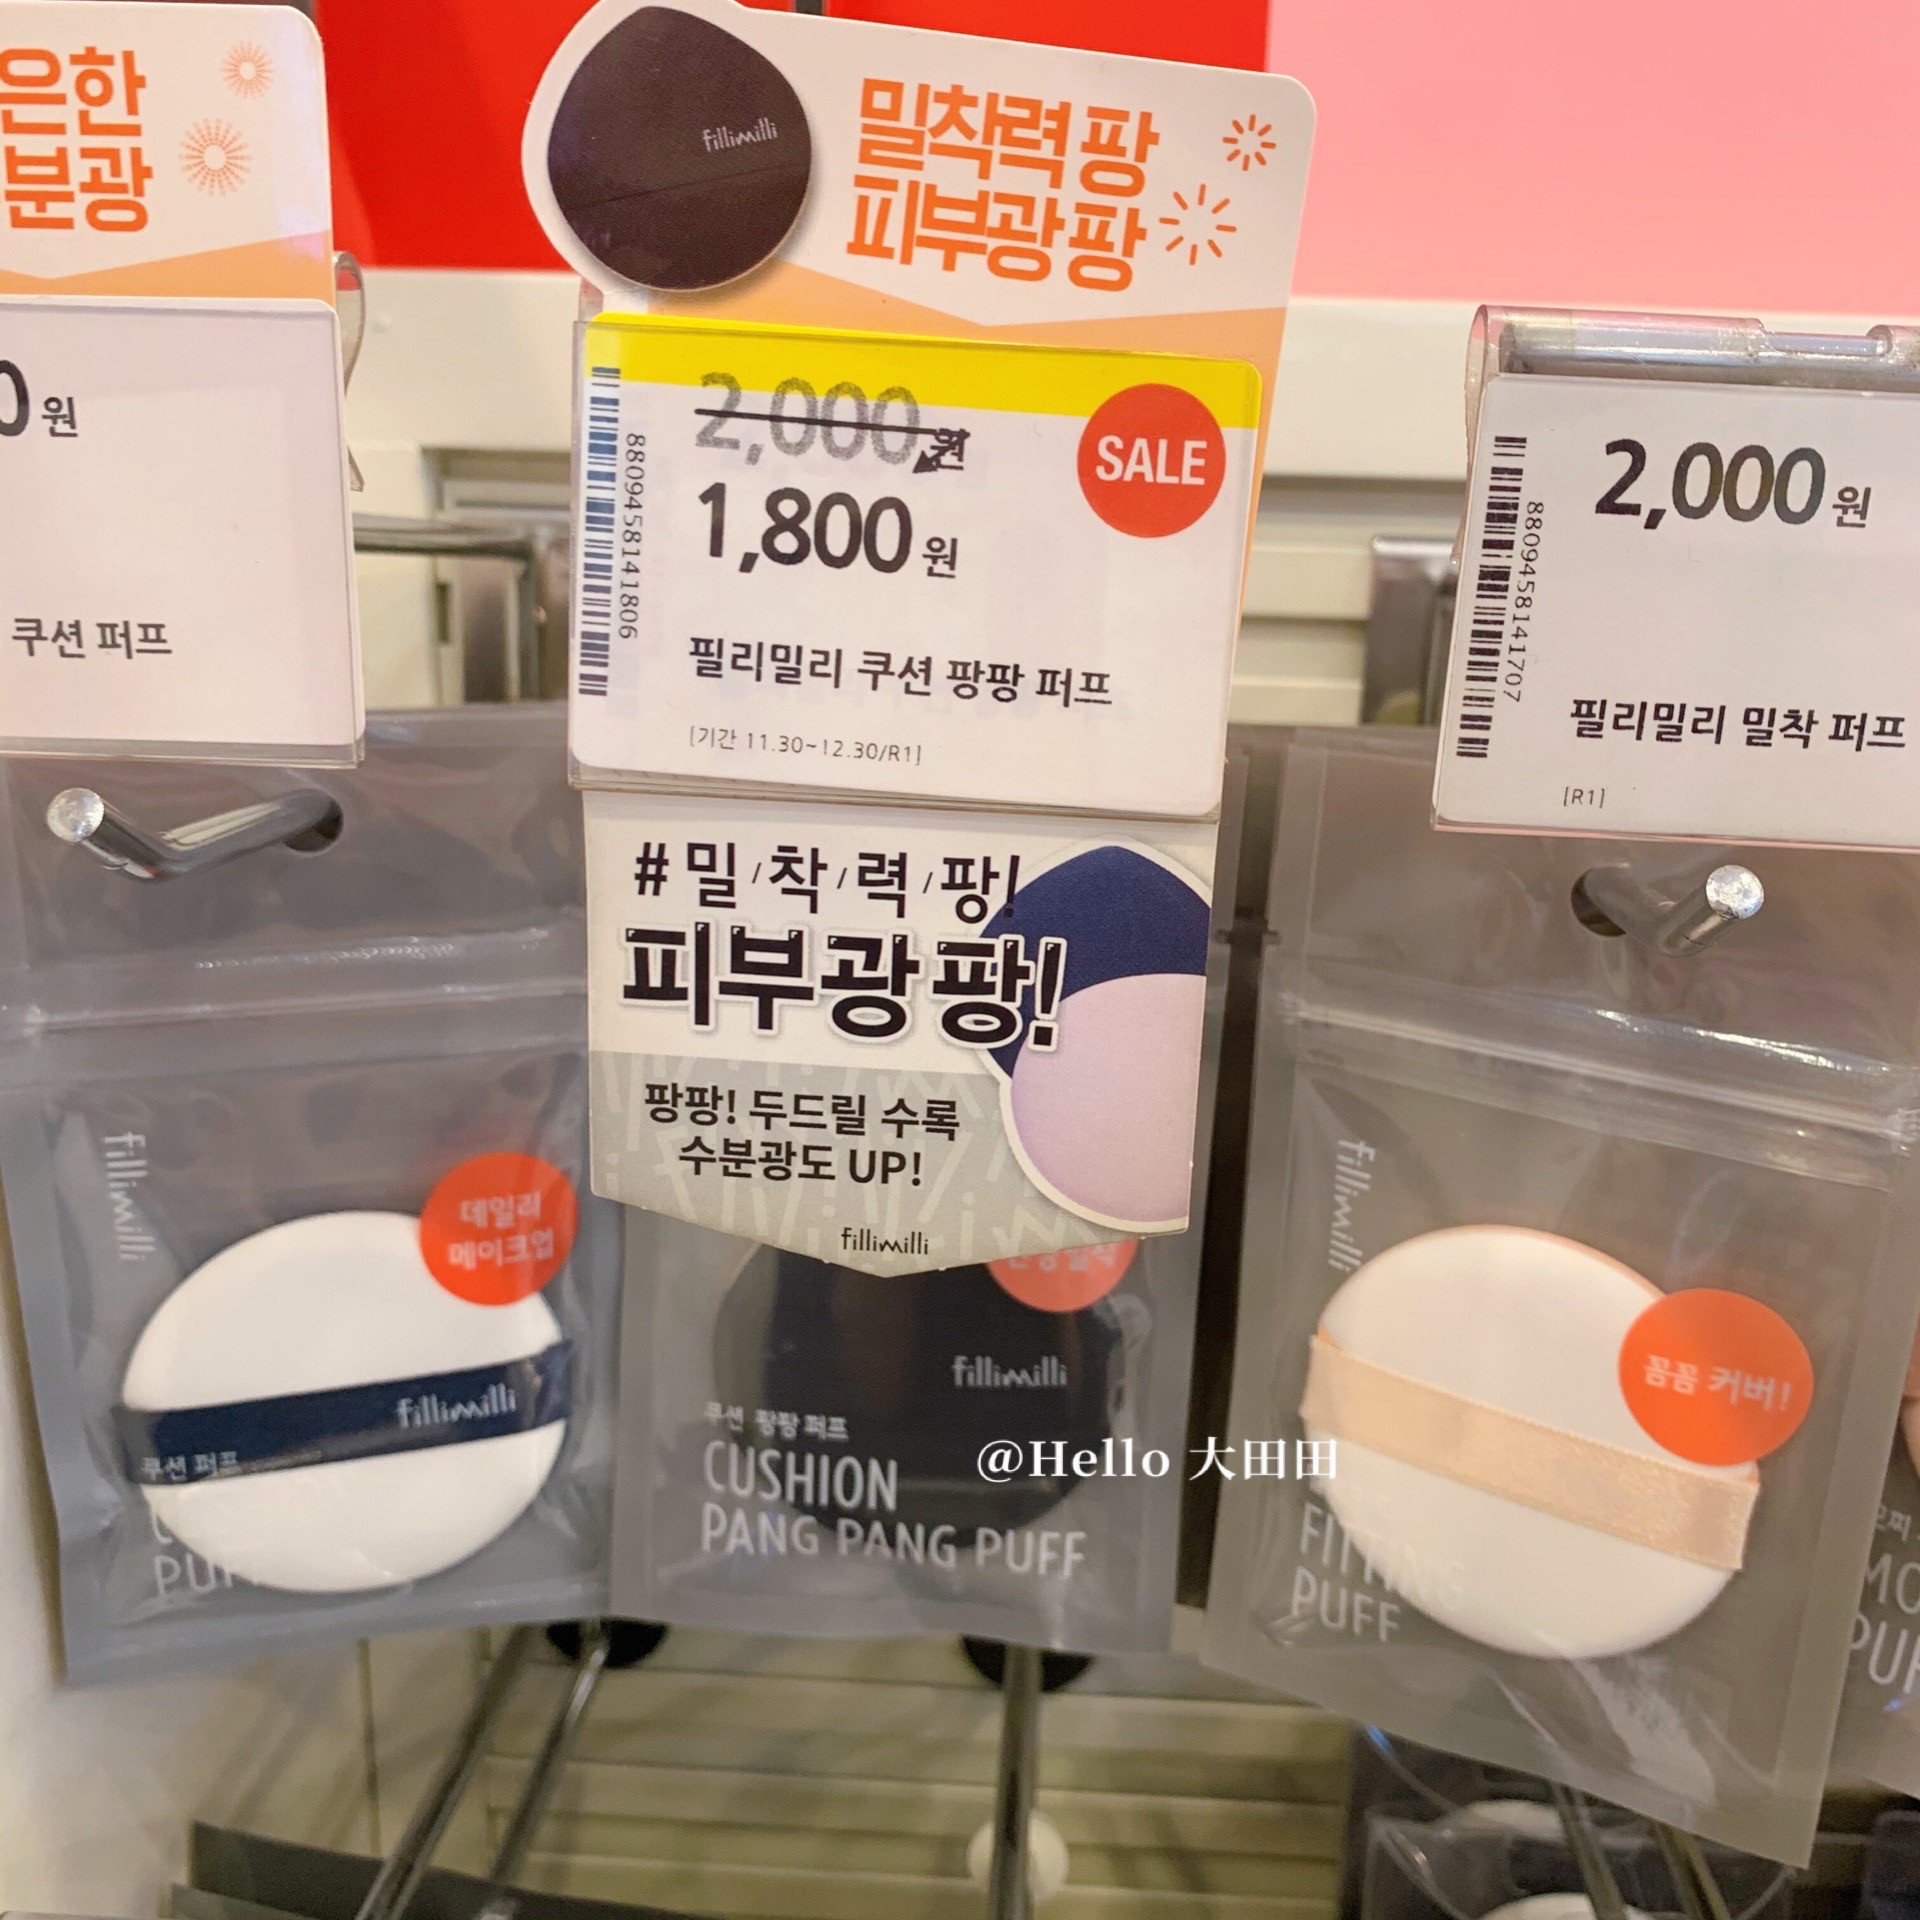 은한
분광
0원
쿠션 퍼프
fillimilli
밀착력 팡
피부광 팡
2,000원
SALE
1,800원
8809458141806
필리밀리 쿠션 팡팡 퍼프
[기간 11.30~12.30/R1]
#밀/착/력/팡!
피부광 팡!
팡팡! 두드릴 수록
수분광도 UP!
fillimilli
2,000원
8809458141707
필리밀리 밀착 퍼프
[R1]
fillimilli
데일리
메이크업
fillimilli
쿠션 퍼프
fillimilli
쿠션 팡팡 퍼프
CUSHION
PANG PANG PUFF
@Hello 大田田
fillimilli
꼼꼼 커버!
FITTING
PUFF